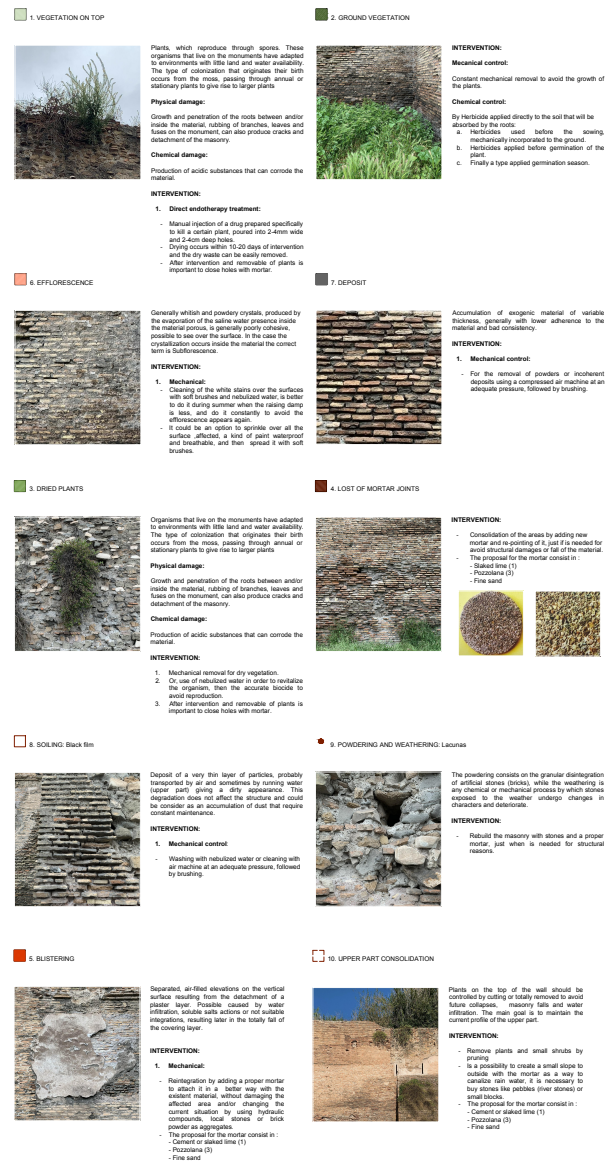 1. VEGETATION ON TOP
Plants, which reproduce through spores. These
organisms that live on the monuments have adapted
to environments with little land and water availability.
The type of colonization that originates their birth
occurs from the moss, passing through annual or
stationary plants to give rise to larger plants
Physical damage:
Growth and penetration of the roots between and/or
inside the material, rubbing of branches, leaves and
fuses on the monument, can also produce cracks and
detachment of the masonry.
Chemical damage:
Production of acidic substances that can corrode the
material.
INTERVENTION:
1. Direct endotherapy treatment:
- Manual injection of a drug prepared specifically
to kill a certain plant, poured into 2-4mm wide
and 2-4cm deep holes.
- Drying occurs within 10-20 days of intervention
and the dry waste can be easily removed.
- After intervention and removable of plants is
important to close holes with mortar.
2. GROUND VEGETATION
INTERVENTION:
Mecanical control:
Constant mechanical removal to avoid the growth of
the plants.
Chemical control:
By Herbicide applied directly to the soil that will be
absorbed by the roots:
a. Herbicides used before the sowing,
mechanically incorporated to the ground.
b. Herbicides applied before germination of the
plant.
c. Finally a type applied germination season.
6. EFFLORESCENCE
Generally whitish and powdery crystals, produced by
the evaporation of the saline water presence inside
the material porous, is generally poorly cohesive,
possible to see over the surface. In the case the
crystallization occurs inside the material the correct
term is Subflorescence.
INTERVENTION:
1. Mechanical:
- Cleaning of the white stains over the surfaces
with soft brushes and nebulized water, is better
to do it during summer when the raising damp
is less, and do it constantly to avoid the
efflorescence appears again.
- It could be an option to sprinkle over all the
surface ,affected, a kind of paint waterproof
and breathable, and then spread it with soft
brushes.
7. DEPOSIT
Accumulation of exogenic material of variable
thickness, generally with lower adherence to the
material and bad consistency.
INTERVENTION:
1. Mechanical control:
- For the removal of powders or incoherent
deposits using a compressed air machine at an
adequate pressure, followed by brushing.
3. DRIED PLANTS
Organisms that live on the monuments have adapted
to environments with little land and water availability.
The type of colonization that originates their birth
occurs from the moss, passing through annual or
stationary plants to give rise to larger plants
Physical damage:
Growth and penetration of the roots between and/or
inside the material, rubbing of branches, leaves and
fuses on the monument, can also produce cracks and
detachment of the masonry.
Chemical damage:
Production of acidic substances that can corrode the
material.
INTERVENTION:
1. Mechanical removal for dry vegetation.
2. Or, use of nebulized water in order to revitalize
the organism, then the accurate biocide to
avoid reproduction.
3. After intervention and removable of plants is
important to close holes with mortar.
4. LOST OF MORTAR JOINTS
INTERVENTION:
- Consolidation of the areas by adding new
mortar and re-pointing of it, just if is needed for
avoid structural damages or fall of the material.
- The proposal for the mortar consist in :
- Slaked lime (1)
- Pozzolana (3)
- Fine sand
8. SOILING: Black film
Deposit of a very thin layer of particles, probably
transported by air and sometimes by running water
(upper part) giving a dirty appearance. This
degradation does not affect the structure and could
be consider as an accumulation of dust that require
constant maintenance.
INTERVENTION:
1. Mechanical control:
- Washing with nebulized water or cleaning with
air machine at an adequate pressure, followed
by brushing.
9. POWDERING AND WEATHERING: Lacunas
The powdering consists on the granular disintegration
of artificial stones (bricks), while the weathering is
any chemical or mechanical process by which stones
exposed to the weather undergo changes in
characters and deteriorate.
INTERVENTION:
- Rebuild the masonry with stones and a proper
mortar, just when is needed for structural
reasons.
5. BLISTERING
Separated, air-filled elevations on the vertical
surface resulting from the detachment of a
plaster layer. Possible caused by water
infiltration, soluble salts actions or not suitable
integrations, resulting later in the totally fall of
the covering layer.
INTERVENTION:
1. Mechanical:
- Reintegration by adding a proper mortar
to attach it in a better way with the
existent material, without damaging the
affected area and/or changing the
current situation by using hydraulic
compounds, local stones or brick
powder as aggregates.
- The proposal for the mortar consist in :
- Cement or slaked lime (1)
- Pozzolana (3)
- Fine sand
10. UPPER PART CONSOLIDATION
Plants on the top of the wall should be
controlled by cutting or totally removed to avoid
future collapses, masonry falls and water
infiltration. The main goal is to maintain the
current profile of the upper part.
INTERVENTION:
- Remove plants and small shrubs by
pruning
- Is a possibility to create a small slope to
outside with the mortar as a way to
canalize rain water, it is necessary to
buy stones like pebbles (river stones) or
small blocks.
- The proposal for the mortar consist in :
- Cement or slaked lime (1)
- Pozzolana (3)
- Fine sand